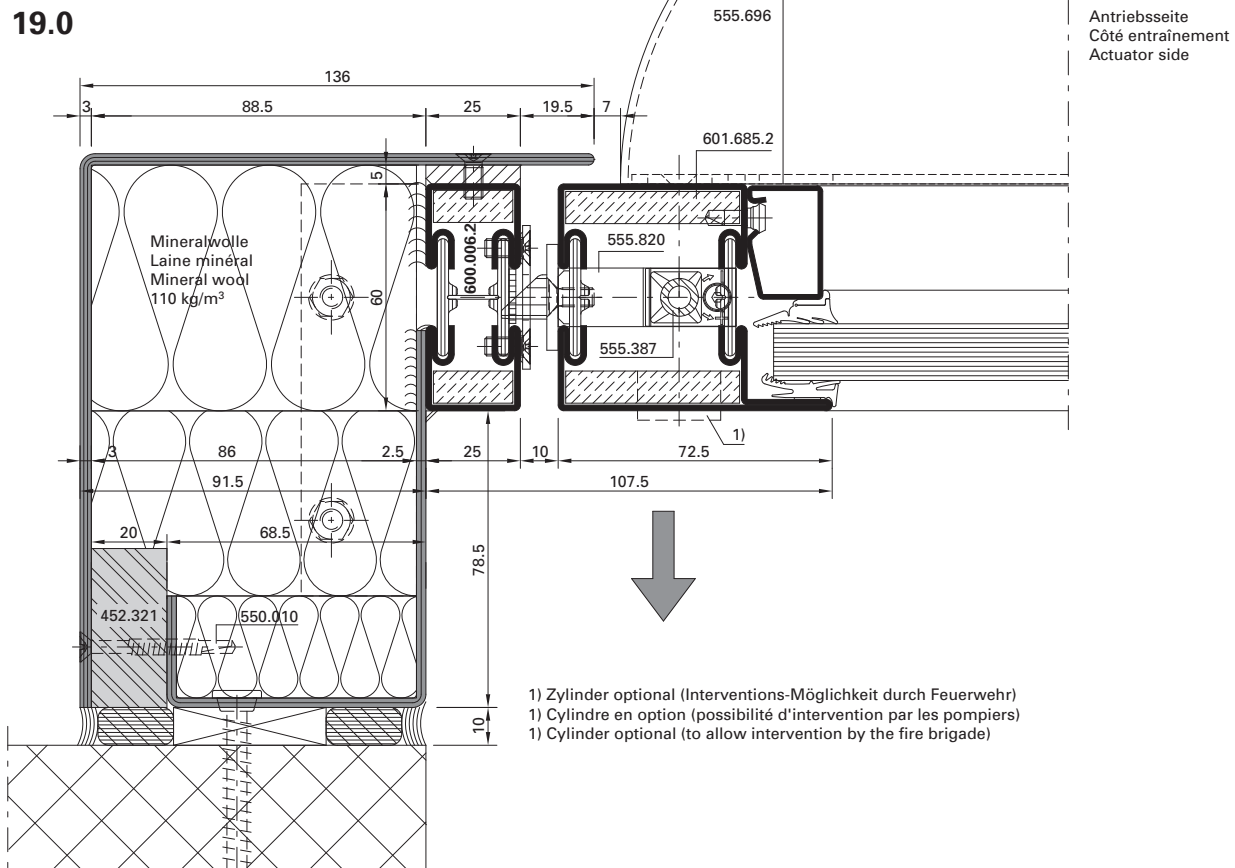 19.0
555.696
Antriebsseite
Côté entraînement
Actuator side
136
3
88.5
25
19.5
7
601.685.2
5
Mineralwolle
Laine minéral
Mineral wool
110 kg/m³
600.006.2
555.820
60
555.387
1)
3
86
2.5
25
10
72.5
91.5
107.5
20
68.5
78.5
452.321
550.010
1) Zylinder optional (Interventions-Möglichkeit durch Feuerwehr)
1) Cylindre en option (possibilité d'intervention par les pompiers)
1) Cylinder optional (to allow intervention by the fire brigade)
10